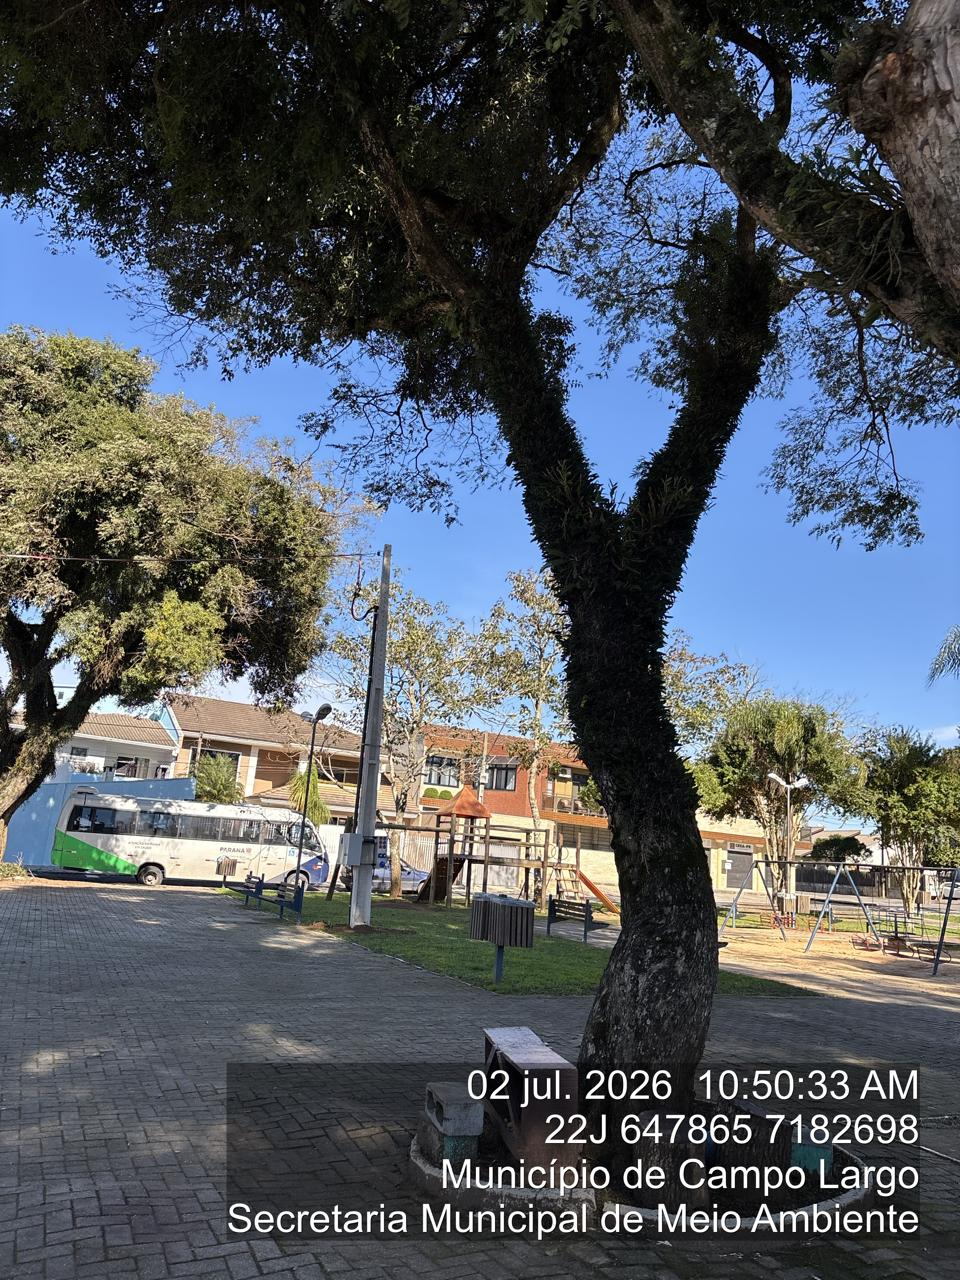 PARANÁ
02 jul. 2026 10:50:33 AM
22J 647865 7182698
Município de Campo Largo
Secretaria Municipal de Meio Ambiente